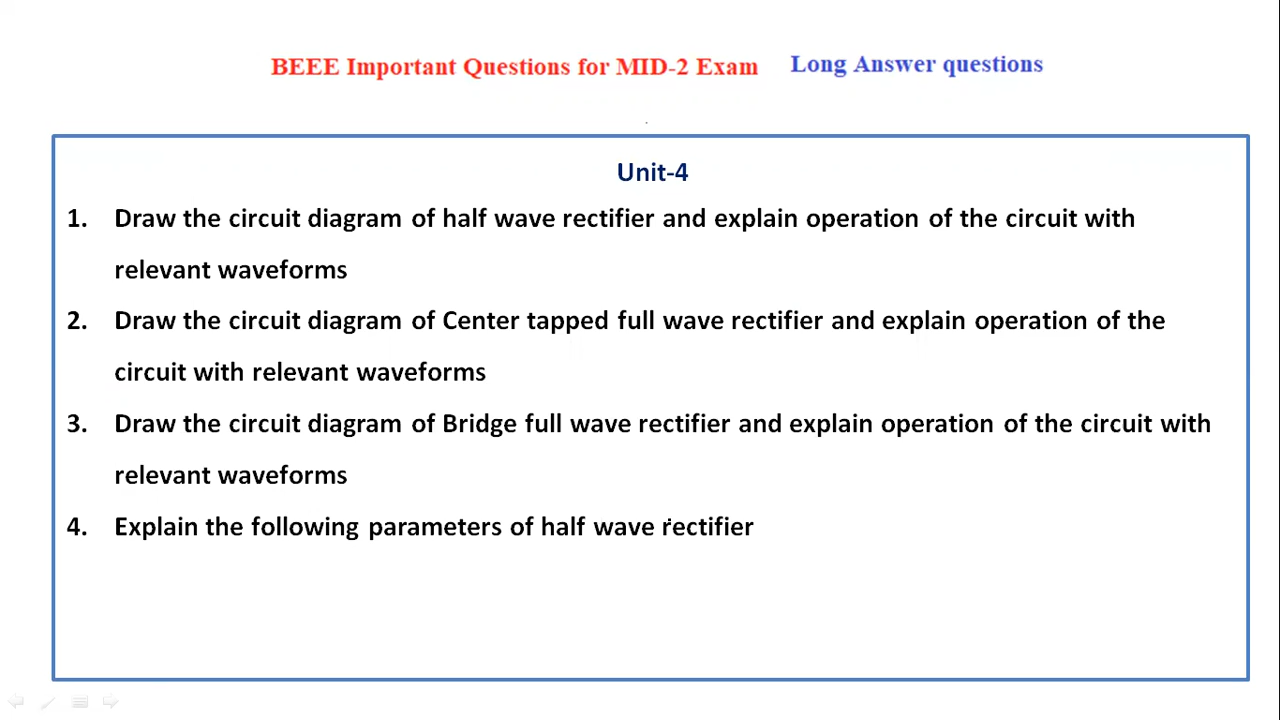 BEEE Important Questions for MID-2 Exam Long Answer questions
Unit-4
1. Draw the circuit diagram of half wave rectifier and explain operation of the circuit with
relevant waveforms
2. Draw the circuit diagram of Center tapped full wave rectifier and explain operation of the
circuit with relevant waveforms
3. Draw the circuit diagram of Bridge full wave rectifier and explain operation of the circuit with
relevant waveforms
4. Explain the following parameters of half wave rectifier